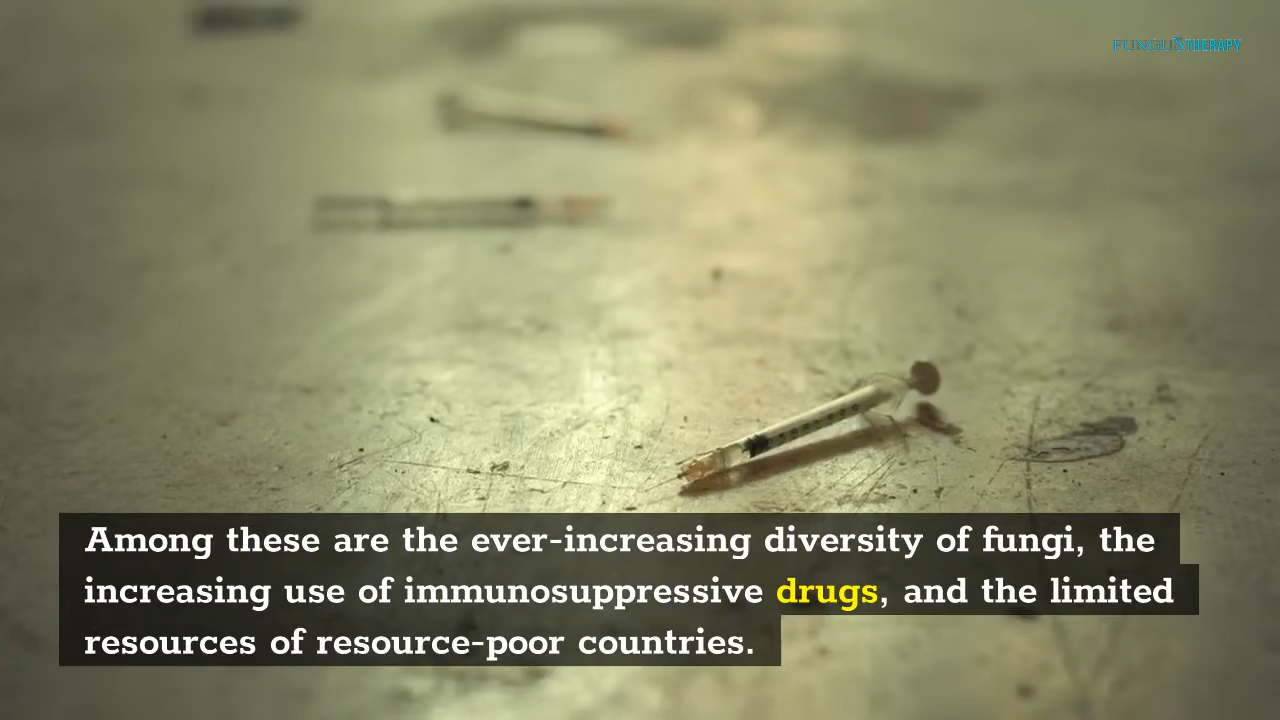 FUNGUSTHERAPY
Among these are the ever-increasing diversity of fungi, the
increasing use of immunosuppressive drugs, and the limited
resources of resource-poor countries.